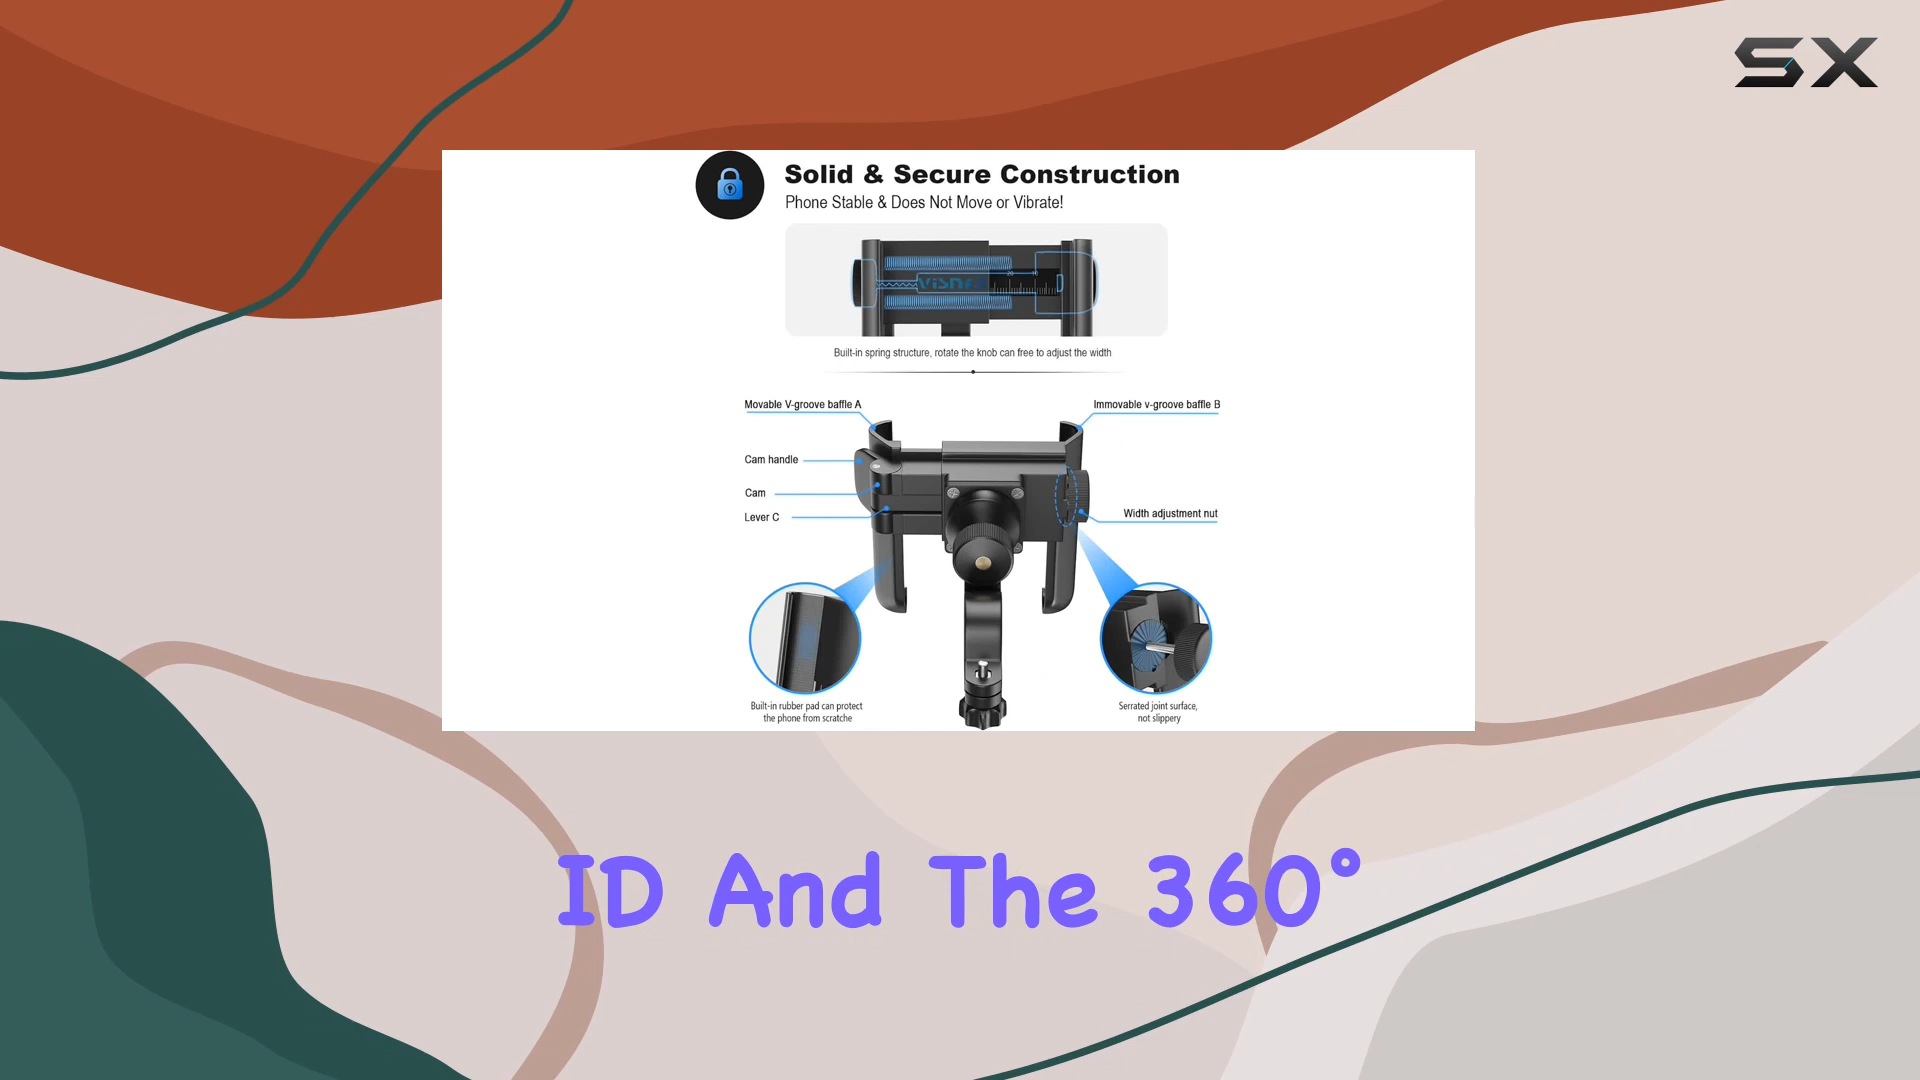 SX
Solid & Secure Construction
Phone Stable & Does Not Move or Vibrate!
20 10
Built-in spring structure, rotate the knob can free to adjust the width
Movable V-groove baffle A
Immovable v-groove baffle B
Cam handle
Cam
Lever C
Width adjustment nut
Built-in rubber pad can protect
the phone from scratche
Serrated joint surface,
not slippery
ID And The 360°